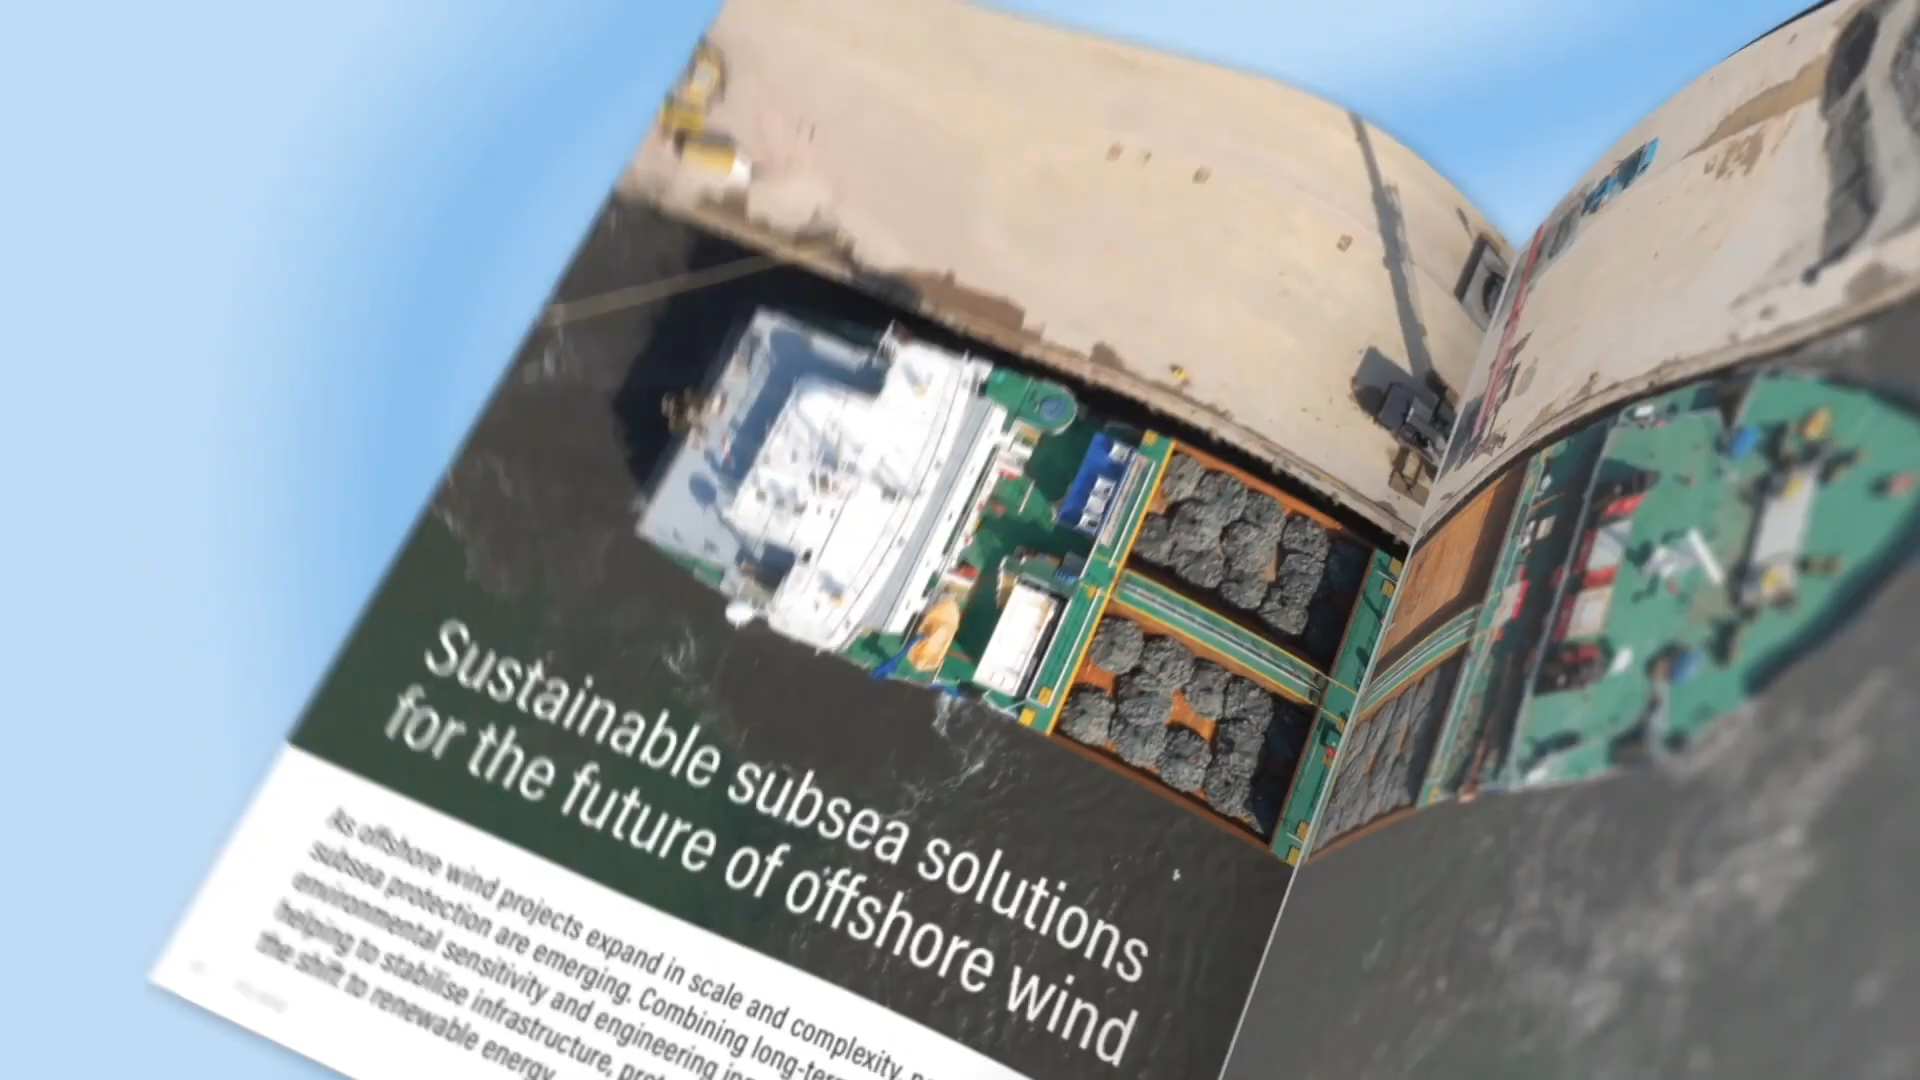 Sustainable subsea solutions
for the future of offshore wind
As offshore wind projects expand in scale and complexity,
subsea protection are emerging. Combining long-ter
environmental sensitivity and engineering
helping to stabilise infrastructure,
the shift to renewable energy.